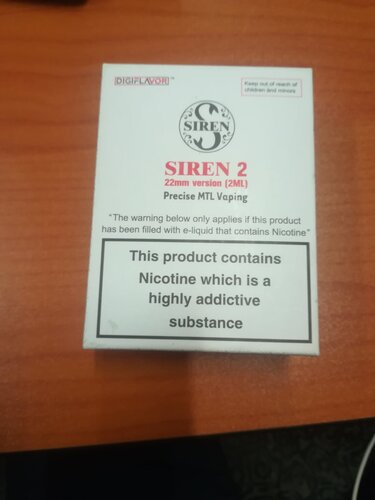 DIGIFLAVOR™
Keep out of reach of
children and minors
S
SIREN
SIREN 2
22mm version (2ML)
Precise MTL Vaping
"The warning below only applies if this product
has been filled with e-liquid that contains Nicotine"
This product contains
Nicotine which is a
highly addictive
substance